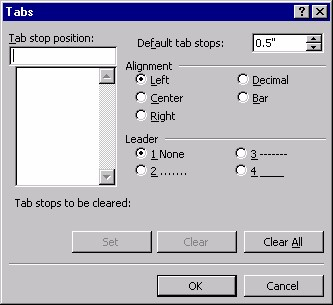 Tabs
Tab stop position:
Default tab stops: 0.5"
Alignment
Left
Decimal
Center
Bar
Right
Leader
1 None
3 -------
2 .......
4 ____
Tab stops to be cleared:
Set
Clear
Clear All
OK
Cancel